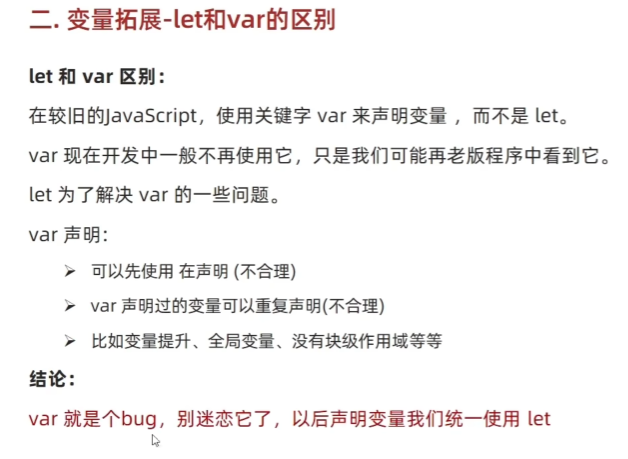 二. 变量拓展-let和var的区别
let 和 var 区别：
在较旧的JavaScript，使用关键字 var 来声明变量 ，而不是 let。
var 现在开发中一般不再使用它，只是我们可能再老版程序中看到它。
let 为了解决 var 的一些问题。
var 声明:
➢ 可以先使用 在声明 (不合理)
➢ var 声明过的变量可以重复声明(不合理)
➢ 比如变量提升、全局变量、没有块级作用域等等
结论：
var 就是个bug，别迷恋它了，以后声明变量我们统一使用 let